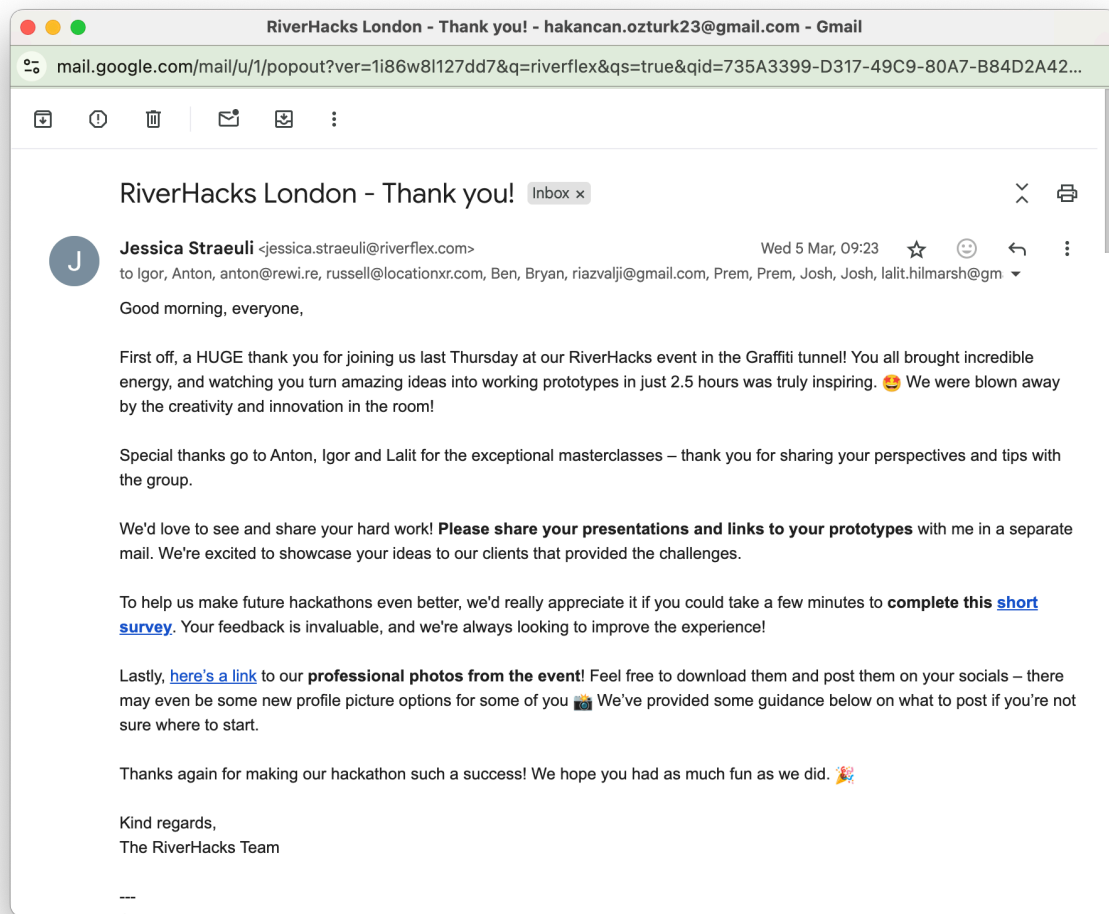 RiverHacks London - Thank you! - hakancan.ozturk23@gmail.com - Gmail
mail.google.com/mail/u/1/popout?ver=1i86w8l127dd7&q=riverflex&qs=true&qid=735A3399-D317-49C9-80A7-B84D2A42...
RiverHacks London - Thank you! Inbox ×
Jessica Straeuli <jessica.straeuli@riverflex.com> Wed 5 Mar, 09:23
J
to Igor, Anton, anton@rewi.re, russell@locationxr.com, Ben, Bryan, riazvalji@gmail.com, Prem, Prem, Josh, Josh, lalit.hilmarsh@gm
Good morning, everyone,
First off, a HUGE thank you for joining us last Thursday at our RiverHacks event in the Graffiti tunnel! You all brought incredible
energy, and watching you turn amazing ideas into working prototypes in just 2.5 hours was truly inspiring. 🤩 We were blown away
by the creativity and innovation in the room!
Special thanks go to Anton, Igor and Lalit for the exceptional masterclasses – thank you for sharing your perspectives and tips with
the group.
We'd love to see and share your hard work! Please share your presentations and links to your prototypes with me in a separate
mail. We're excited to showcase your ideas to our clients that provided the challenges.
To help us make future hackathons even better, we'd really appreciate it if you could take a few minutes to complete this short
survey. Your feedback is invaluable, and we're always looking to improve the experience!
Lastly, here's a link to our professional photos from the event! Feel free to download them and post them on your socials – there
may even be some new profile picture options for some of you 📸 We've provided some guidance below on what to post if you're not
sure where to start.
Thanks again for making our hackathon such a success! We hope you had as much fun as we did. 🎉
Kind regards,
The RiverHacks Team
---